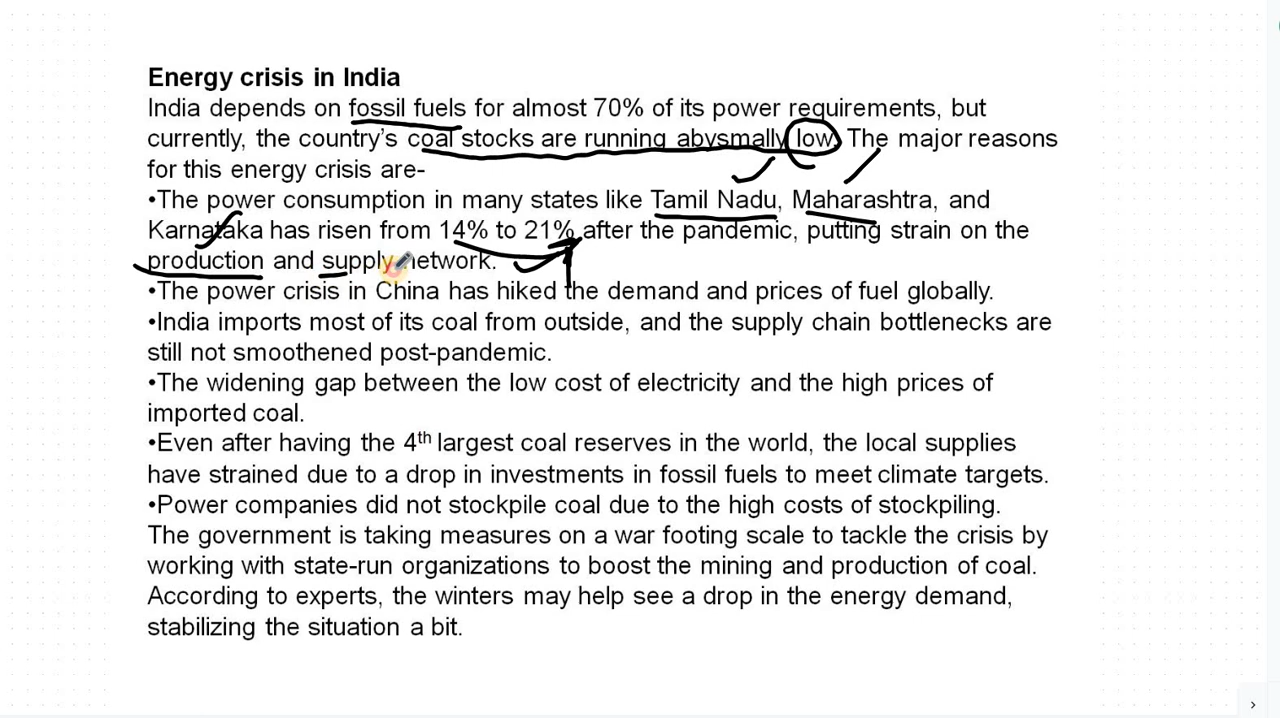 Energy crisis in India
India depends on fossil fuels for almost 70% of its power requirements, but
currently, the country’s coal stocks are running abysmally low. The major reasons
for this energy crisis are-
•The power consumption in many states like Tamil Nadu, Maharashtra, and
Karnataka has risen from 14% to 21% after the pandemic, putting strain on the
production and supply network.
•The power crisis in China has hiked the demand and prices of fuel globally.
•India imports most of its coal from outside, and the supply chain bottlenecks are
still not smoothened post-pandemic.
•The widening gap between the low cost of electricity and the high prices of
imported coal.
•Even after having the 4th largest coal reserves in the world, the local supplies
have strained due to a drop in investments in fossil fuels to meet climate targets.
•Power companies did not stockpile coal due to the high costs of stockpiling.
The government is taking measures on a war footing scale to tackle the crisis by
working with state-run organizations to boost the mining and production of coal.
According to experts, the winters may help see a drop in the energy demand,
stabilizing the situation a bit.